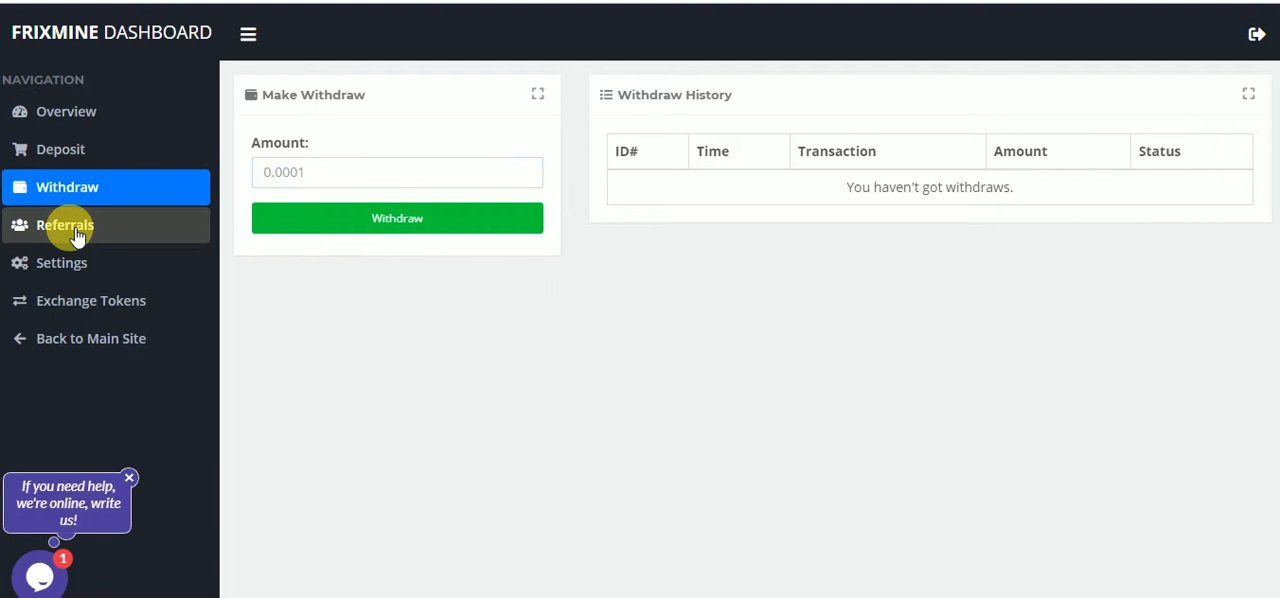 FRIXMINE DASHBOARD
NAVIGATION
Overview
Deposit
Withdraw
Referrals
Settings
Exchange Tokens
Back to Main Site
If you need help,
we're online, write
us!
1
Make Withdraw
Amount:
0.0001
Withdraw
Withdraw History
ID# Time Transaction Amount Status
You haven't got withdraws.